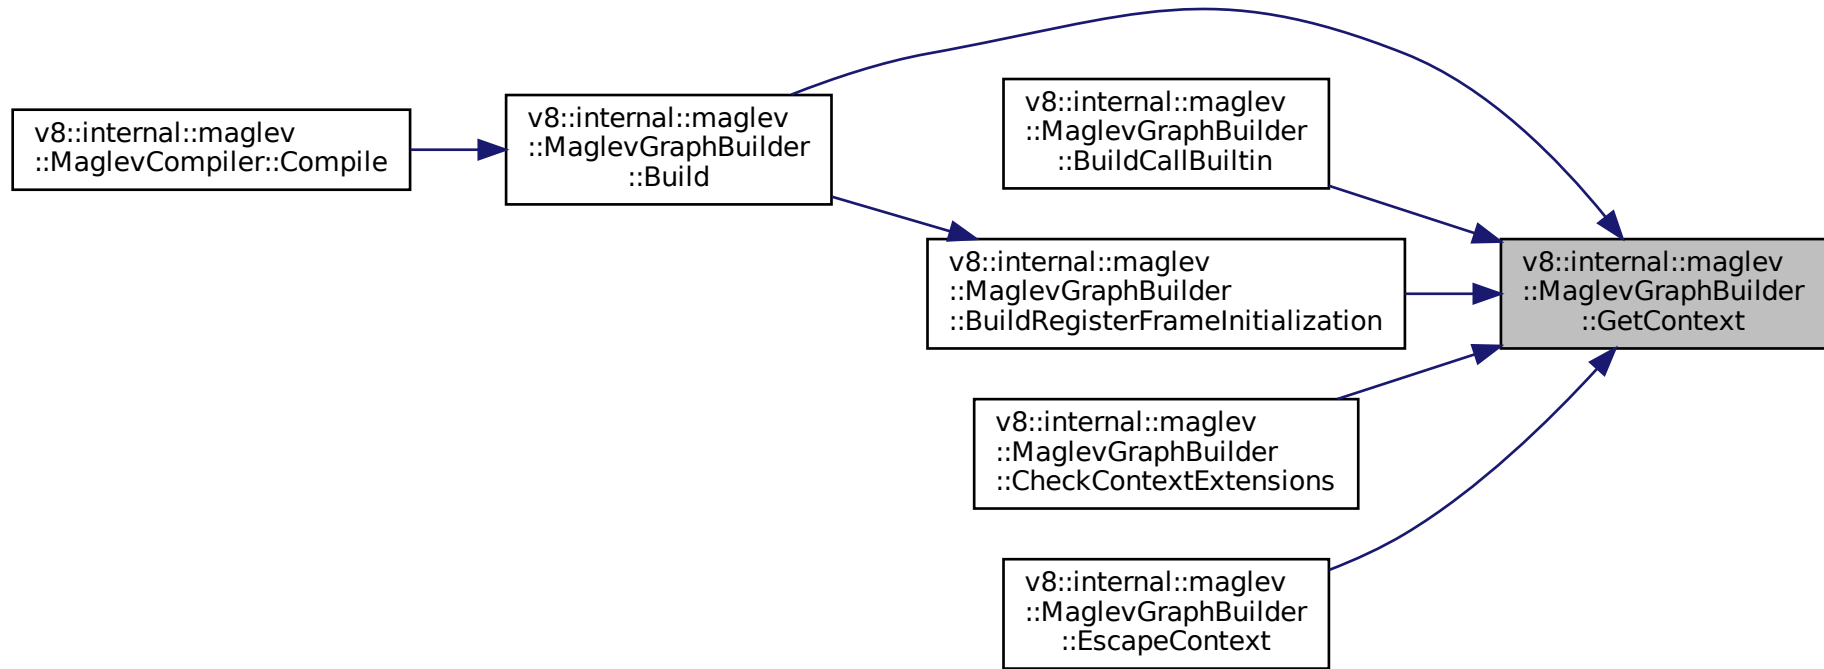 v8::internal::maglev
::MaglevCompiler::Compile
v8::internal::maglev
::MaglevGraphBuilder
::Build
v8::internal::maglev
::MaglevGraphBuilder
::BuildCallBuiltin
v8::internal::maglev
::MaglevGraphBuilder
::BuildRegisterFrameInitialization
v8::internal::maglev
::MaglevGraphBuilder
::CheckContextExtensions
v8::internal::maglev
::MaglevGraphBuilder
::EscapeContext
v8::internal::maglev
::MaglevGraphBuilder
::GetContext